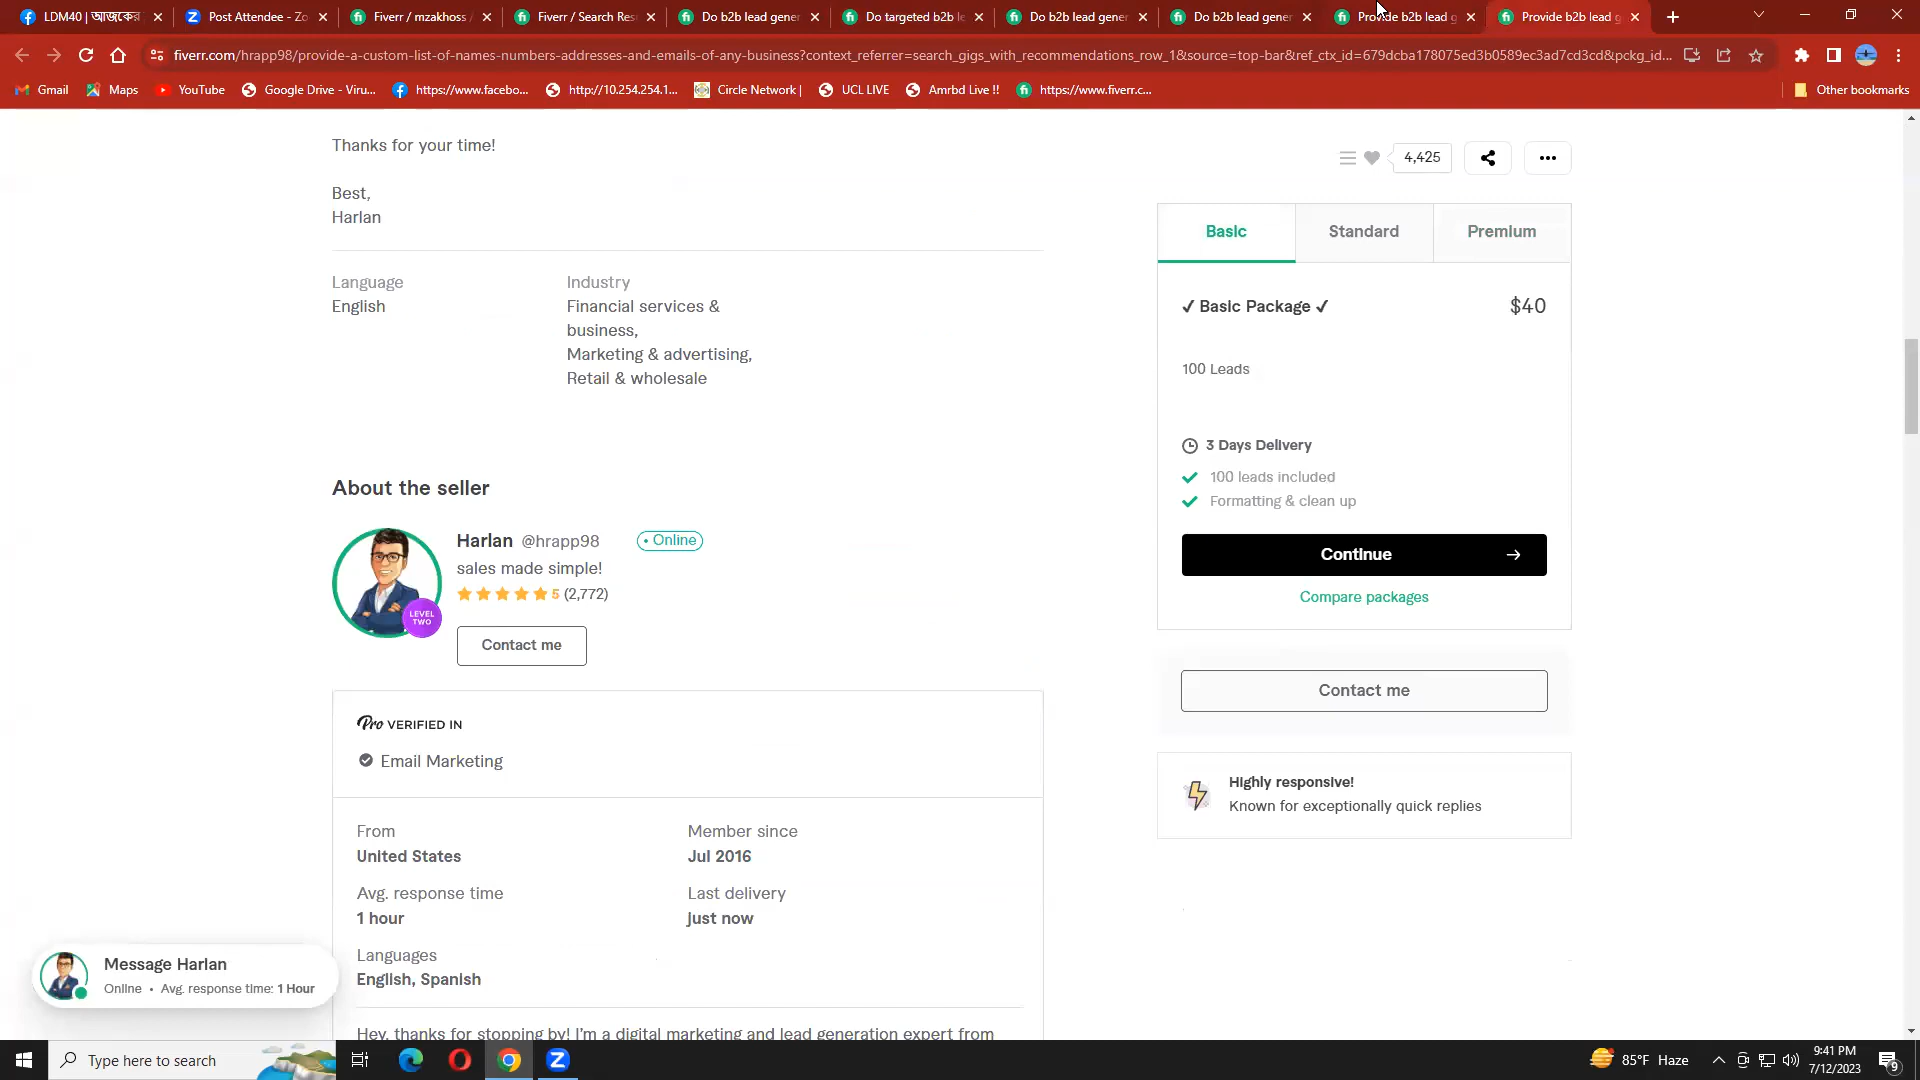 LDM40 | আজকের
Post Attendee - Zo
Fiverr / mzakhoss
Fiverr / Search Res
Do b2b lead gener
Do targeted b2b le
Do b2b lead gener
Do b2b lead gener
Provide b2b lead g
Provide b2b lead g
fiverr.com/hrapp98/provide-a-custom-list-of-names-numbers-addresses-and-emails-of-any-business?context_referrer=search_gigs_with_recommendations_row_1&source=top-bar&ref_ctx_id=679dcba178075ed3b0589ec3ad7cd3cd&pckg_id...
Gmail
Maps
YouTube
Google Drive - Viru...
https://www.facebo...
http://10.254.254.1...
Circle Network |
UCL LIVE
Amrbd Live !!
https://www.fiverr.c...
Other bookmarks
Thanks for your time!
4,425
Best,
Harlan
Basic
Standard
Premium
Language
English
Industry
Financial services &
business,
Marketing & advertising,
Retail & wholesale
✓ Basic Package ✓
$40
100 Leads
3 Days Delivery
100 leads included
Formatting & clean up
Continue →
Compare packages
Contact me
Highly responsive!
Known for exceptionally quick replies
About the seller
Harlan @hrapp98
• Online
sales made simple!
5 (2,772)
LEVEL
TWO
Contact me
Pro VERIFIED IN
Email Marketing
From
United States
Member since
Jul 2016
Avg. response time
1 hour
Last delivery
Just now
Languages
English, Spanish
Hey, thanks for stopping by! I'm a digital marketing and lead generation expert from
Message Harlan
Online • Avg. response time: 1 Hour
Type here to search
85°F Haze
9:41 PM
7/12/2023
9